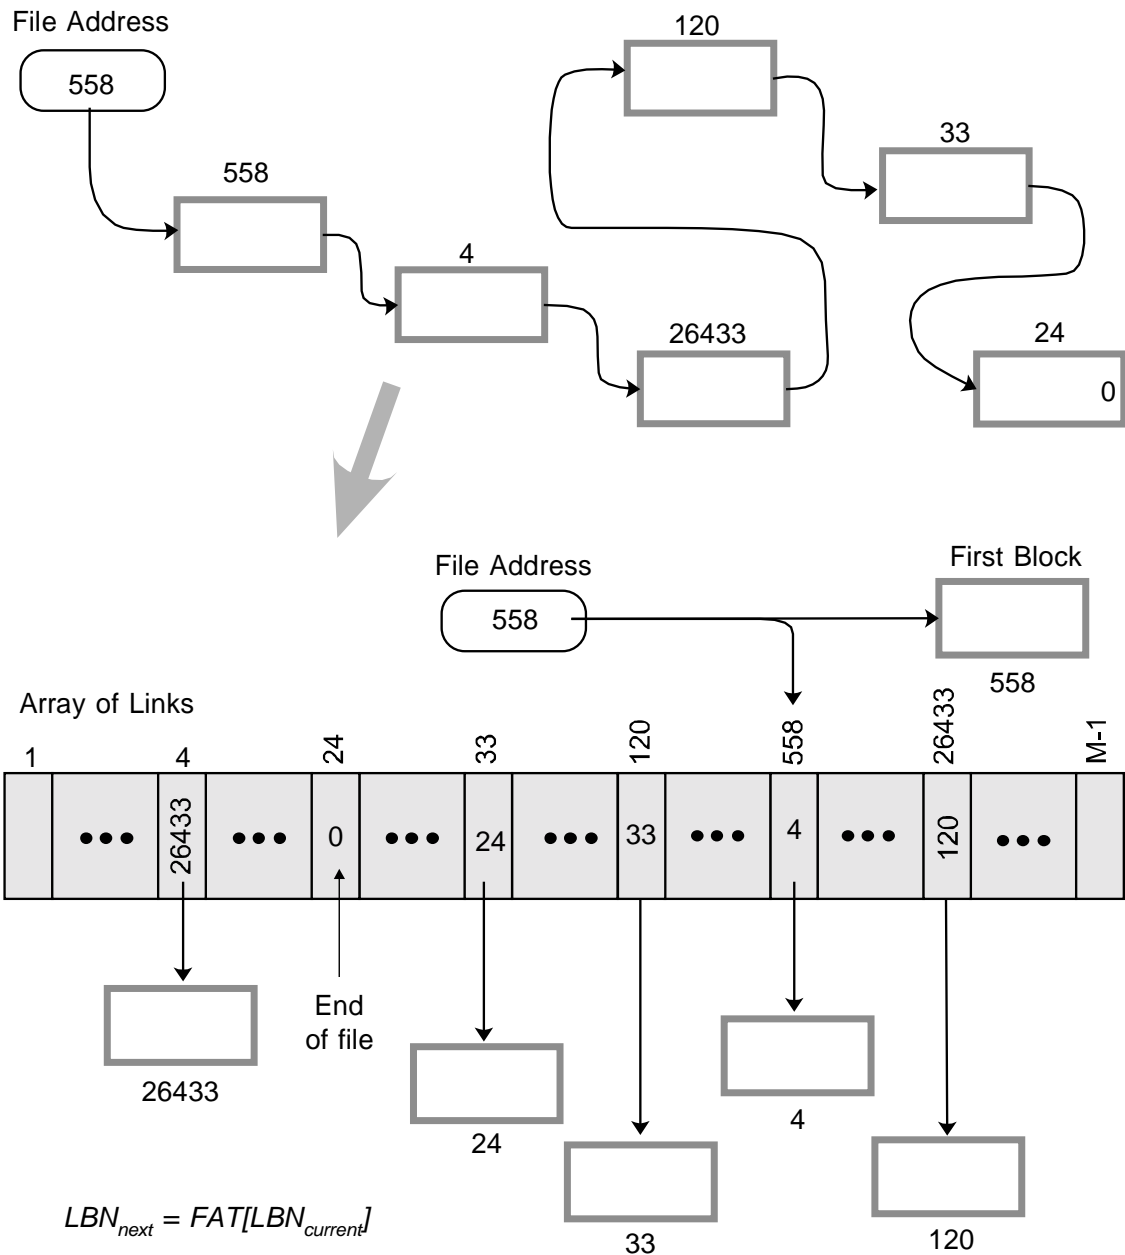 File Address
558
120
33
558
4
26433
24
0
File Address
558
First Block
558
Array of Links
1 4 24 33 120 558 26433 M-1
26433 0 24 33 4 120
End
of file
26433
24
4
33
120
LBNnext = FAT[LBNcurrent]